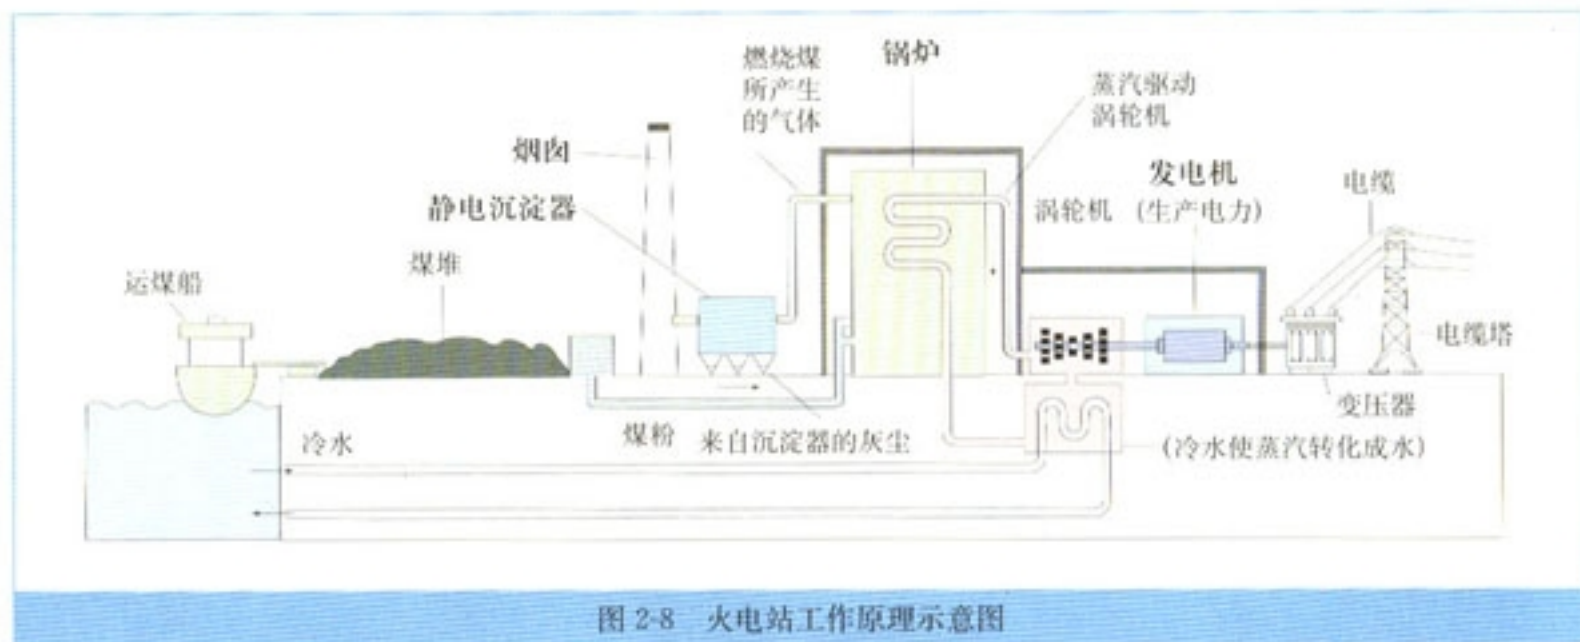 燃烧煤
所产生
的气体
锅炉
蒸汽驱动
涡轮机
烟囱
静电沉淀器
发电机
涡轮机 (生产电力)
电缆
运煤船
煤堆
电缆塔
变压器
冷水
煤粉
来自沉淀器的灰尘
(冷水使蒸汽转化成水)
图 2-8 火电站工作原理示意图